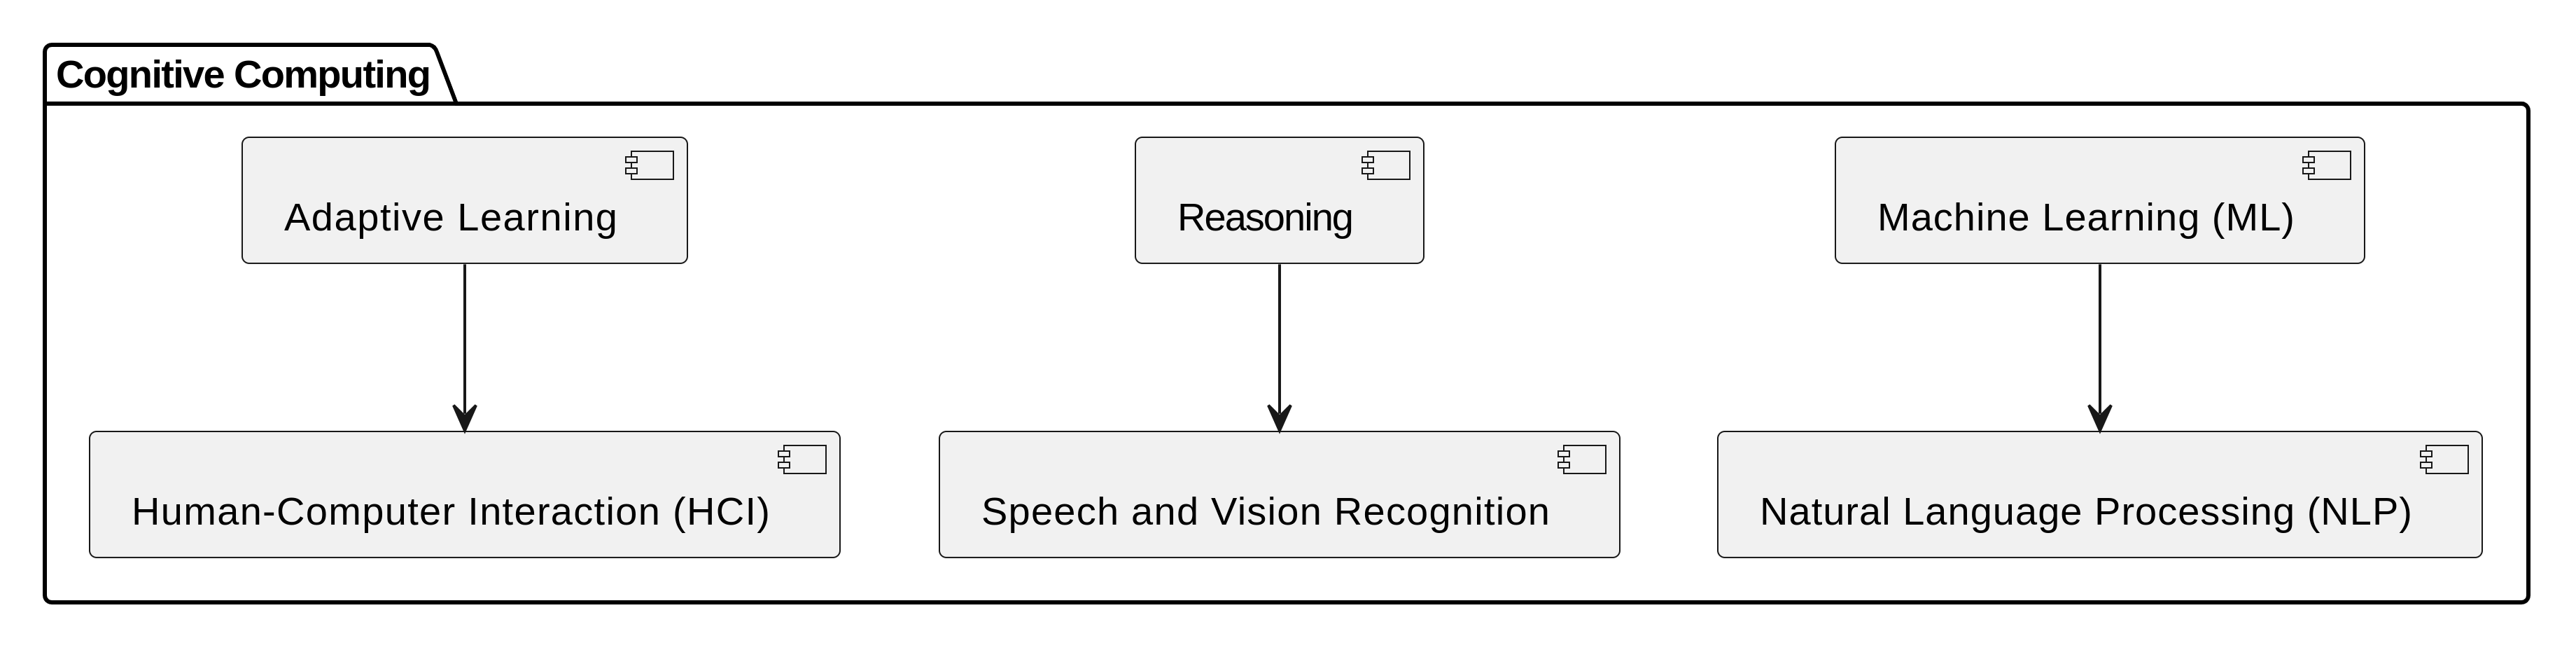 Cognitive Computing
Adaptive Learning
Reasoning
Machine Learning (ML)
Human-Computer Interaction (HCI)
Speech and Vision Recognition
Natural Language Processing (NLP)